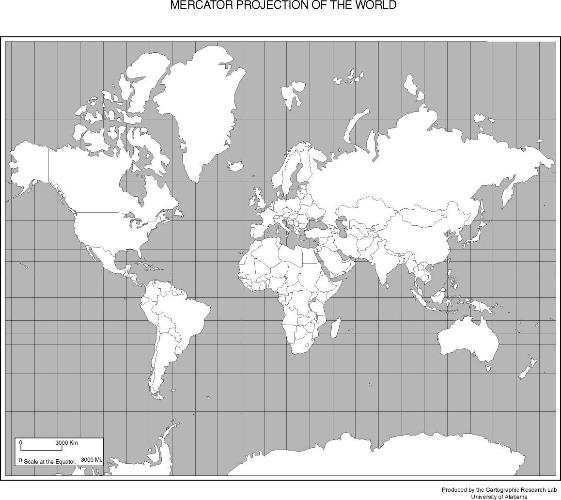 MERCATOR PROJECTION OF THE WORLD
0 3000 Km
0 Scale at the Equator. 3000 Mi.
Produced by the Cartographic Research Lab
University of Alabama